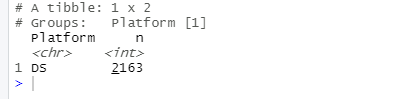 # A tibble: 1 x 2
# Groups:   Platform [1]
  Platform     n
  <chr>    <int>
1 DS        2163
>